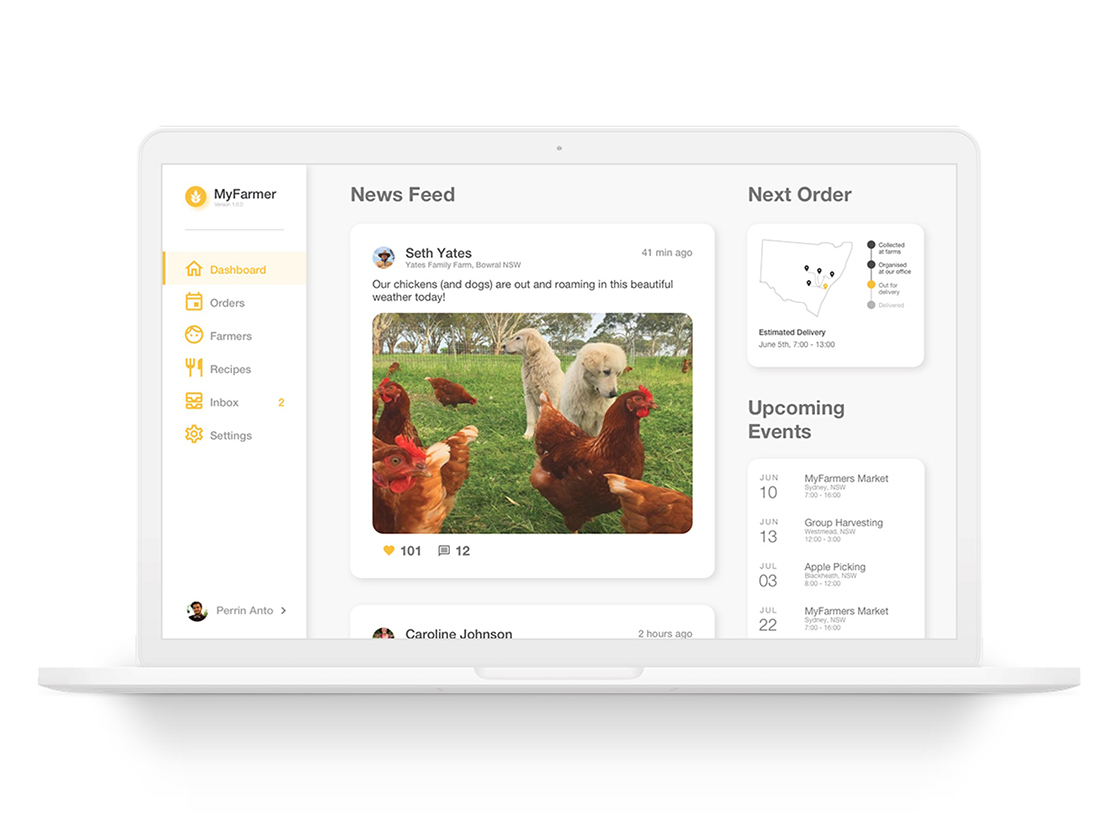 MyFarmer
Version 1.0.2
Dashboard
Orders
Farmers
Recipes
Inbox 2
Settings
Perrin Anto
News Feed
Seth Yates
41 min ago
Yates Family Farm, Bowral NSW
Our chickens (and dogs) are out and roaming in this beautiful
weather today!
101
12
Caroline Johnson
2 hours ago
Next Order
Collected
at farms
Organised
at our office
Out for
delivery
Delivered
Estimated Delivery
June 5th, 7:00 - 13:00
Upcoming
Events
JUN
10
MyFarmers Market
Sydney, NSW
7:00 - 16:00
JUN
13
Group Harvesting
Westmead, NSW
12:00 - 3:00
JUL
03
Apple Picking
Blackheath, NSW
8:00 - 12:00
JUL
22
MyFarmers Market
Sydney, NSW
7:00 - 16:00